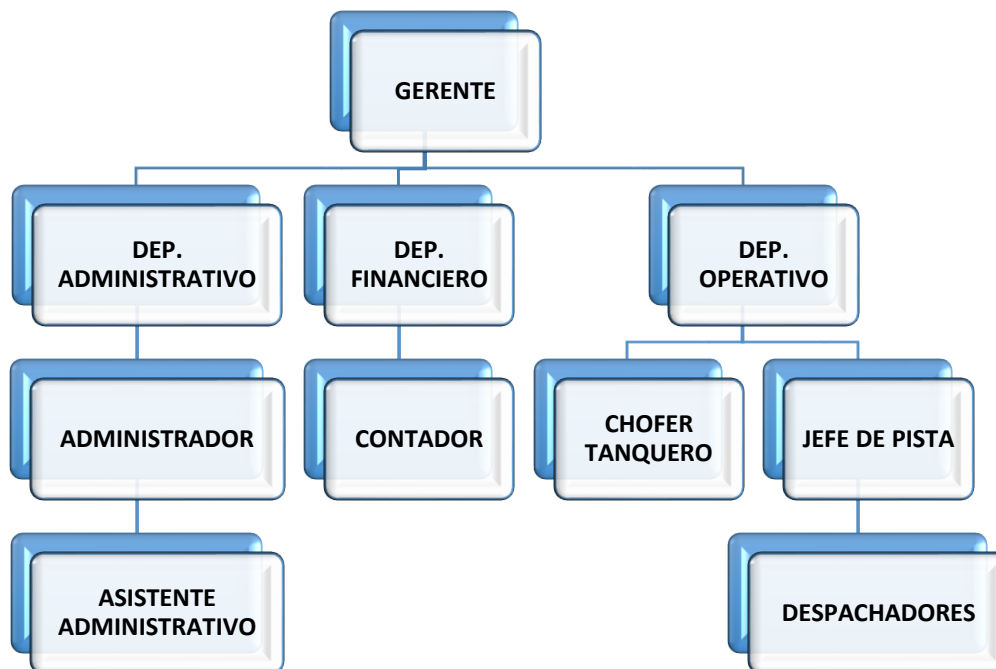 GERENTE
DEP.
ADMINISTRATIVO
DEP.
FINANCIERO
DEP.
OPERATIVO
ADMINISTRADOR
CONTADOR
CHOFER
TANQUERO
JEFE DE PISTA
ASISTENTE
ADMINISTRATIVO
DESPACHADORES